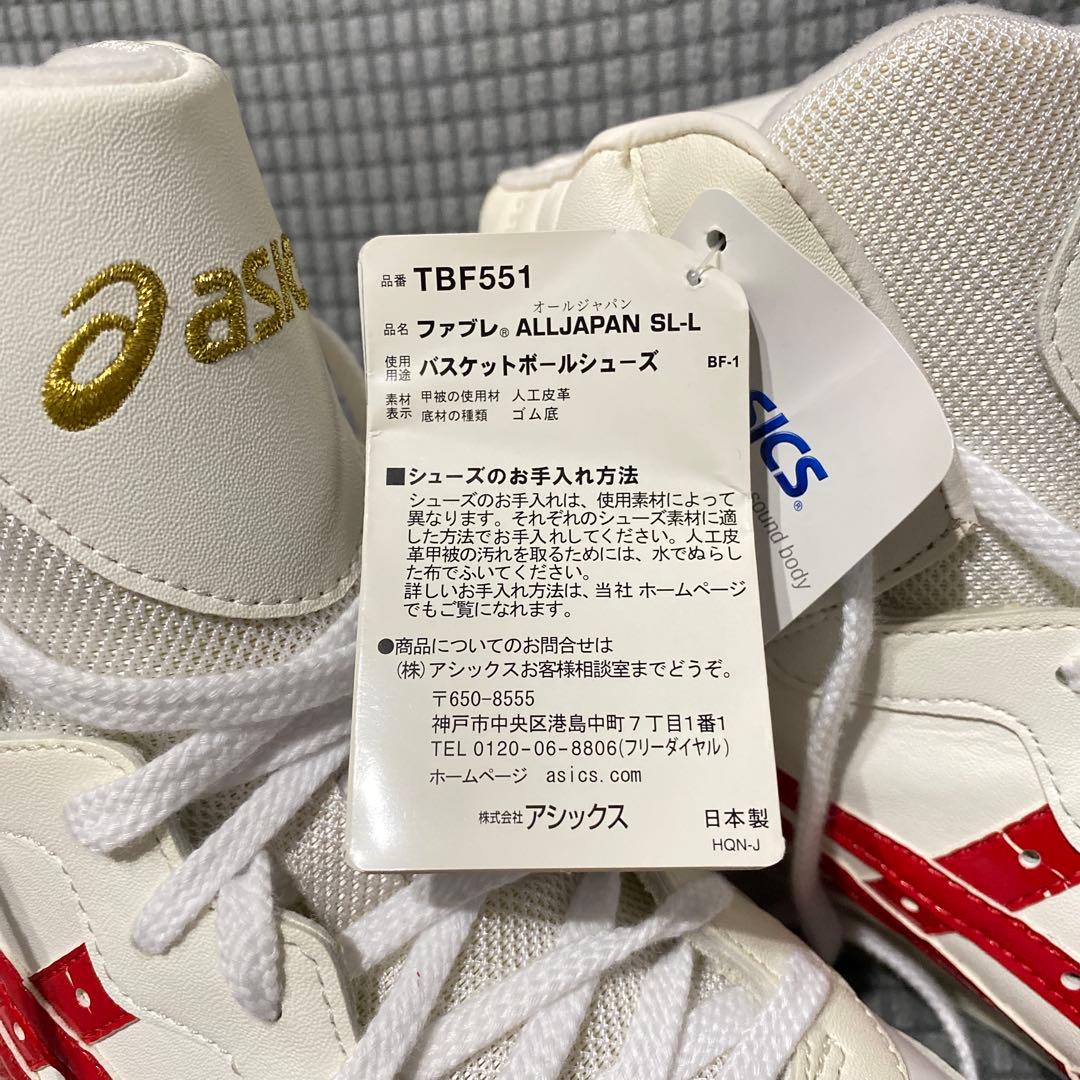 asic
品番 TBF551
オールジャパン
品名 ファブレ® ALLJAPAN SL-L
使用用途 バスケットボールシューズ BF-1
素材表示 甲被の使用材 人工皮革
底材の種類 ゴム底
■シューズのお手入れ方法
シューズのお手入れは、使用素材によって
異なります。それぞれのシューズ素材に適
した方法でお手入れしてください。人工皮
革甲被の汚れを取るためには、水でぬらし
た布でふいてください。
詳しいお手入れ方法は、当社 ホームページ
でもご覧になれます。
●商品についてのお問合せは
(株)アシックスお客様相談室までどうぞ。
〒650-8555
神戸市中央区港島中町7丁目1番1
TEL 0120-06-8806(フリーダイヤル)
ホームページ asics.com
株式会社アシックス 日本製
HQN-J
sics®
sound body